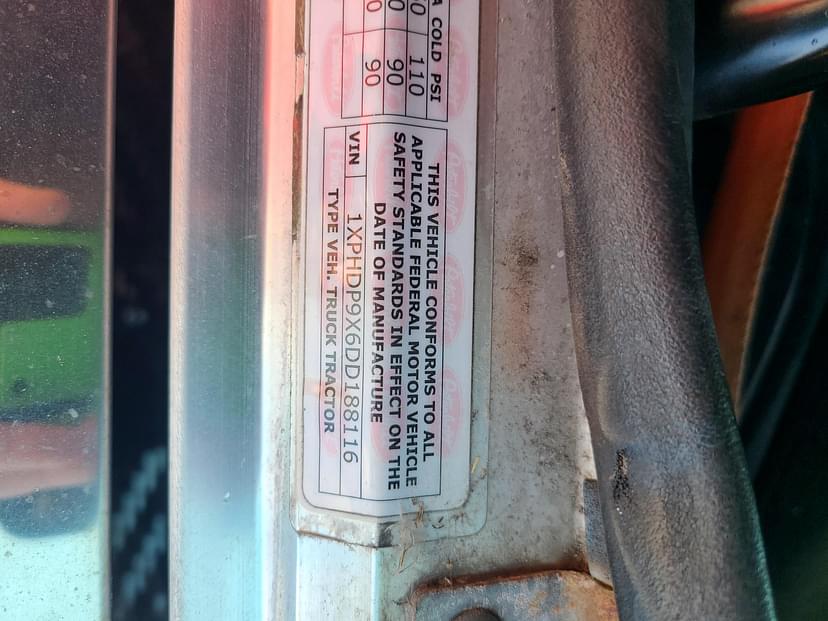 COLD PSI
110
90
90
THIS VEHICLE CONFORMS TO ALL
APPLICABLE FEDERAL MOTOR VEHICLE
SAFETY STANDARDS IN EFFECT ON THE
DATE OF MANUFACTURE
VIN 1XPHDP9X6DD188116
TYPE VEH. TRUCK TRACTOR